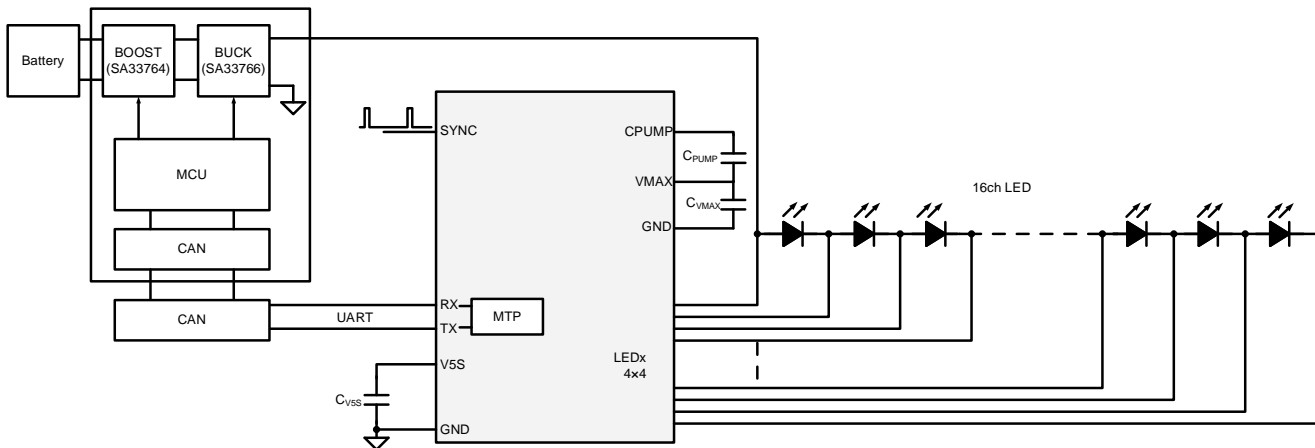 Battery
BOOST
(SA33764)
BUCK
(SA33766)
MCU
CAN
CAN
UART
SYNC
RX
TX
MTP
V5S
GND
CV5S
CPUMP
VMAX
GND
CPUMP
CVMAX
LEDx
4×4
16ch LED